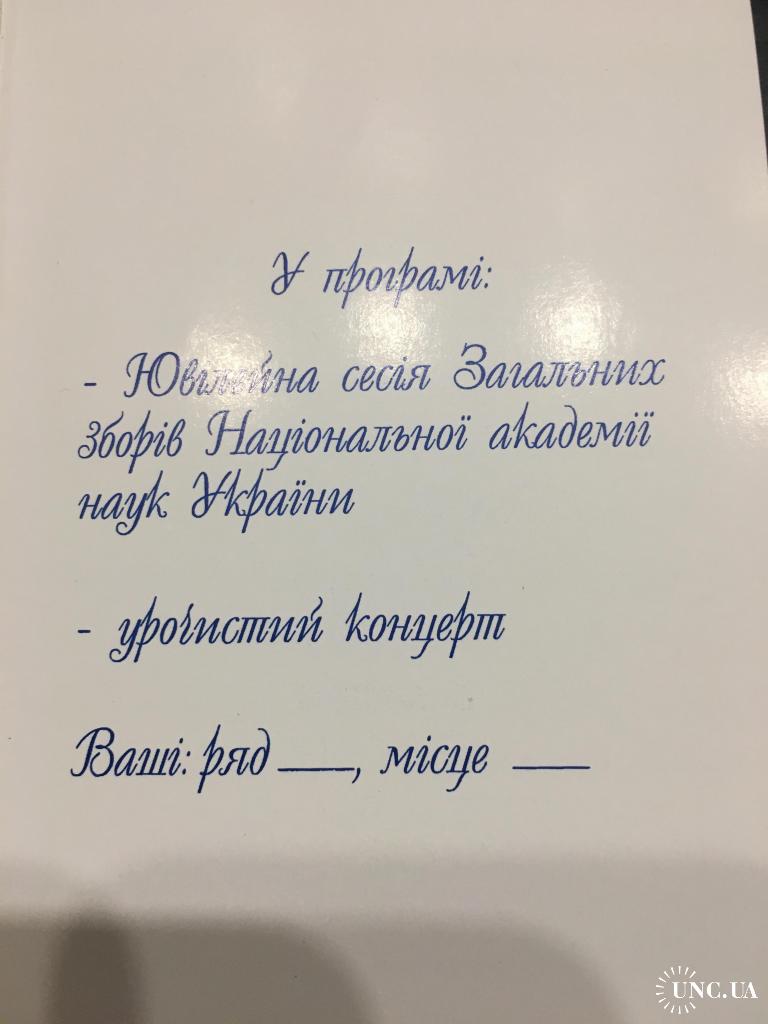 У програмі:
- Ювілейна сесія Загальних
зборів Національної академії
наук України
- урочистий концерт
Ваші: ряд ___, місце ___
UNC.UA